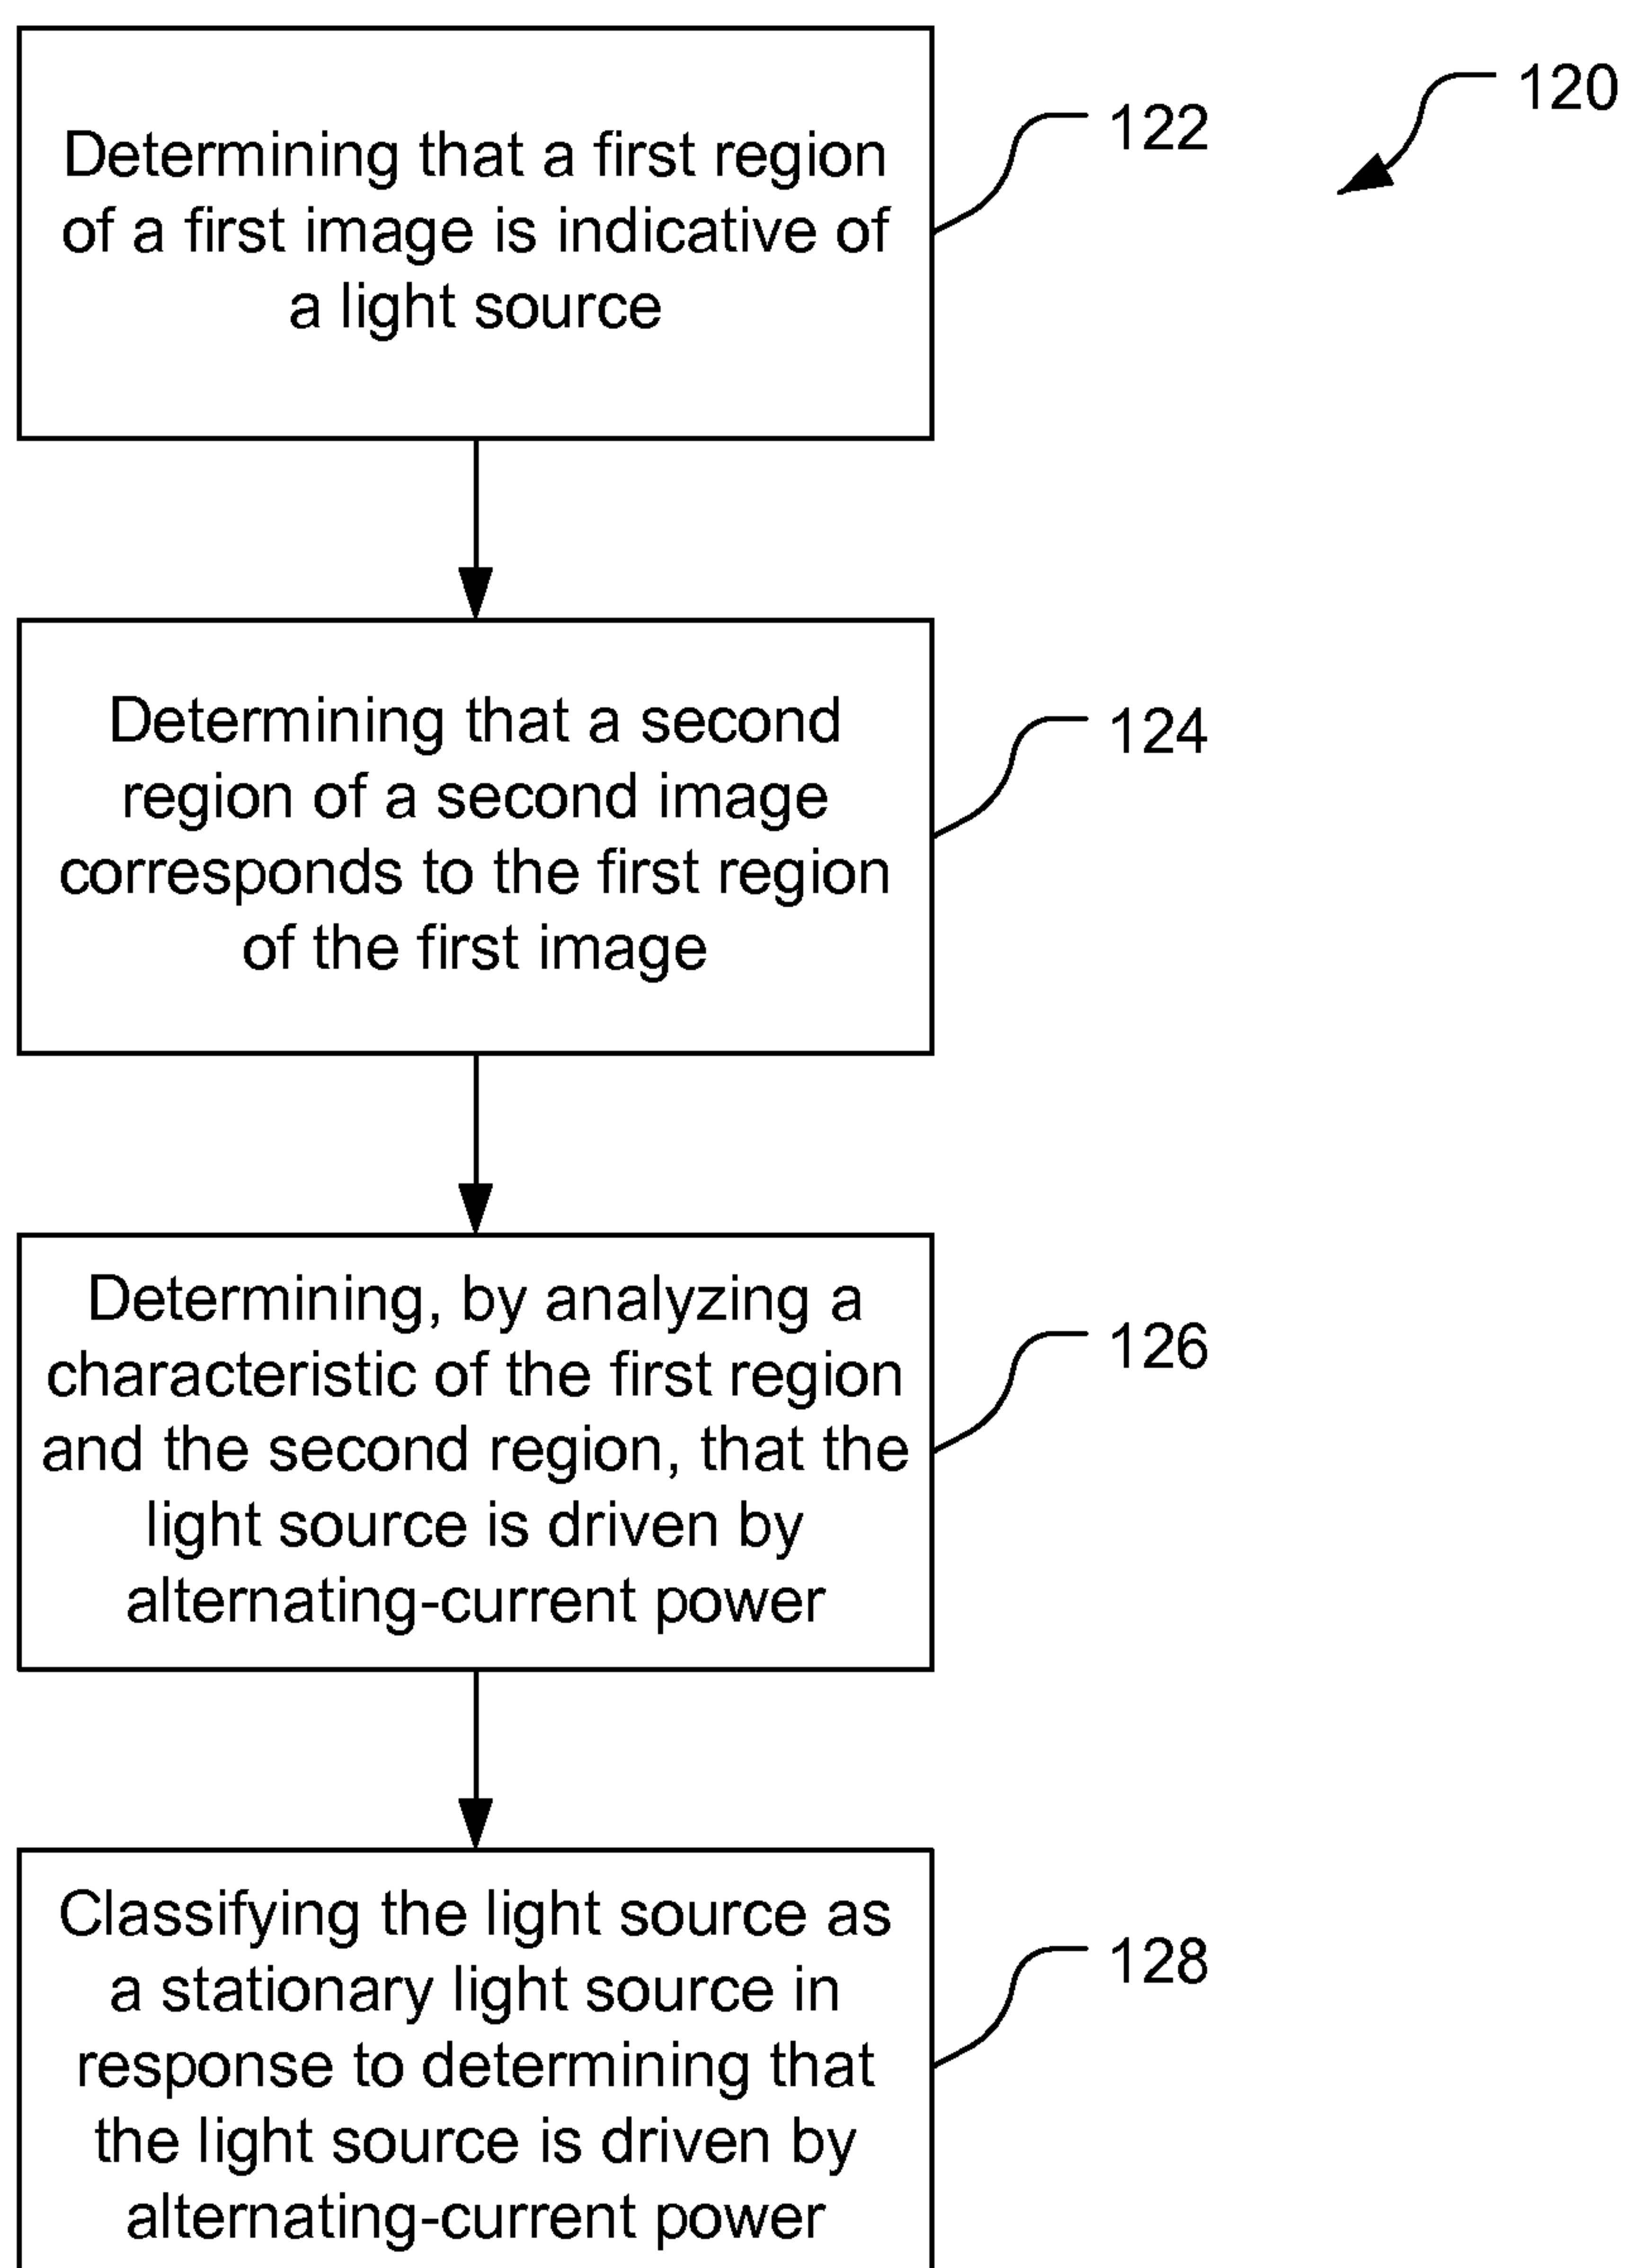 120
Determining that a first region
of a first image is indicative of
a light source
122
Determining that a second
region of a second image
corresponds to the first region
of the first image
124
Determining, by analyzing a
characteristic of the first region
and the second region, that the
light source is driven by
alternating-current power
126
Classifying the light source as
a stationary light source in
response to determining that
the light source is driven by
alternating-current power
128